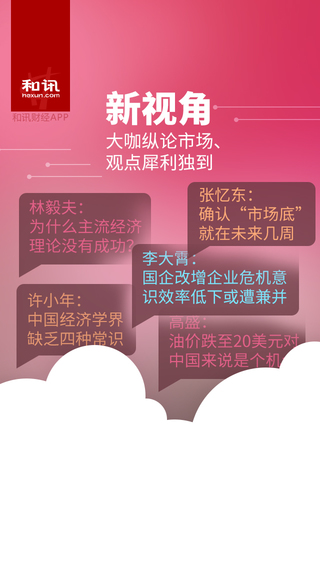 和讯
hexun.com
和讯财经APP
新视角
大咖纵论市场、
观点犀利独到
张忆东：
确认“市场底”
就在未来几周
林毅夫：
为什么主流经济
理论没有成功？
李大霄：
国企改增企业危机意
识效率低下或遭兼并
许小年：
中国经济学界
缺乏四种常识
高盛：
油价跌至20美元对
中国来说是个机